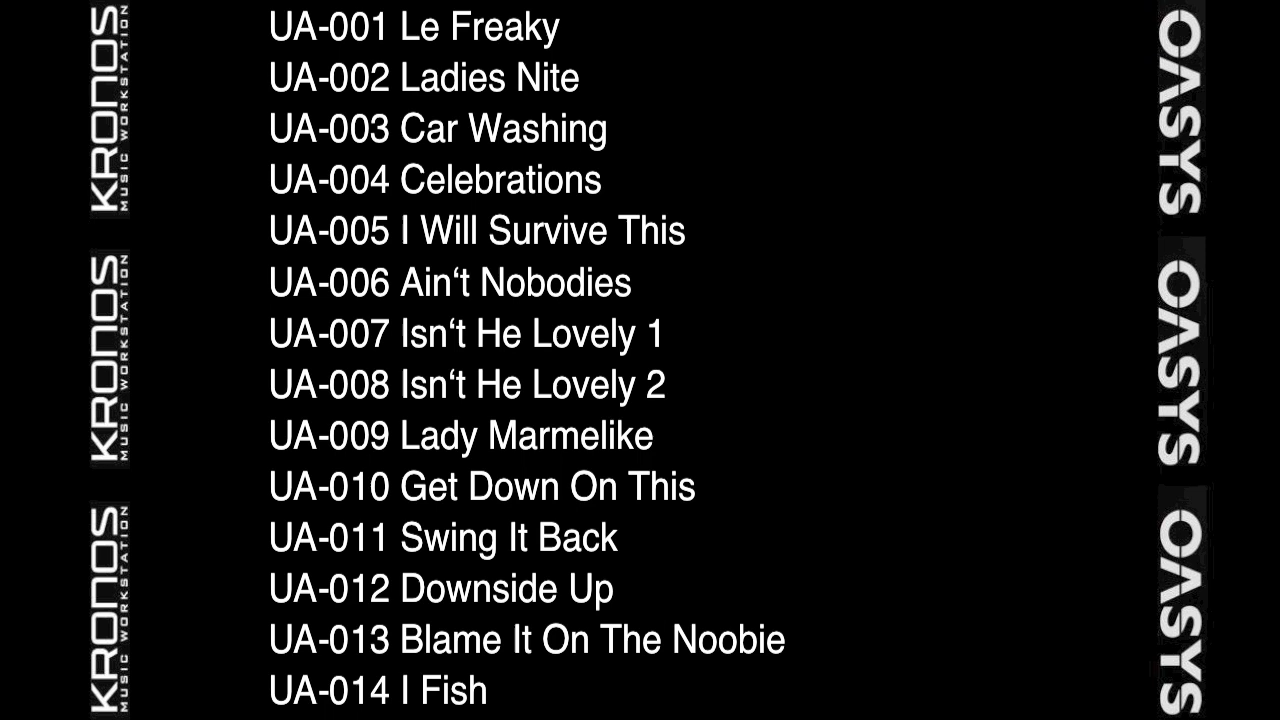 UA-001 Le Freaky
UA-002 Ladies Nite
UA-003 Car Washing
UA-004 Celebrations
UA-005 I Will Survive This
UA-006 Ain‘t Nobodies
UA-007 Isn‘t He Lovely 1
UA-008 Isn‘t He Lovely 2
UA-009 Lady Marmelike
UA-010 Get Down On This
UA-011 Swing It Back
UA-012 Downside Up
UA-013 Blame It On The Noobie
UA-014 I Fish
KRONOS
MUSIC WORKSTATION
KRONOS
MUSIC WORKSTATION
KRONOS
MUSIC WORKSTATION
OASYS
OASYS
OASYS